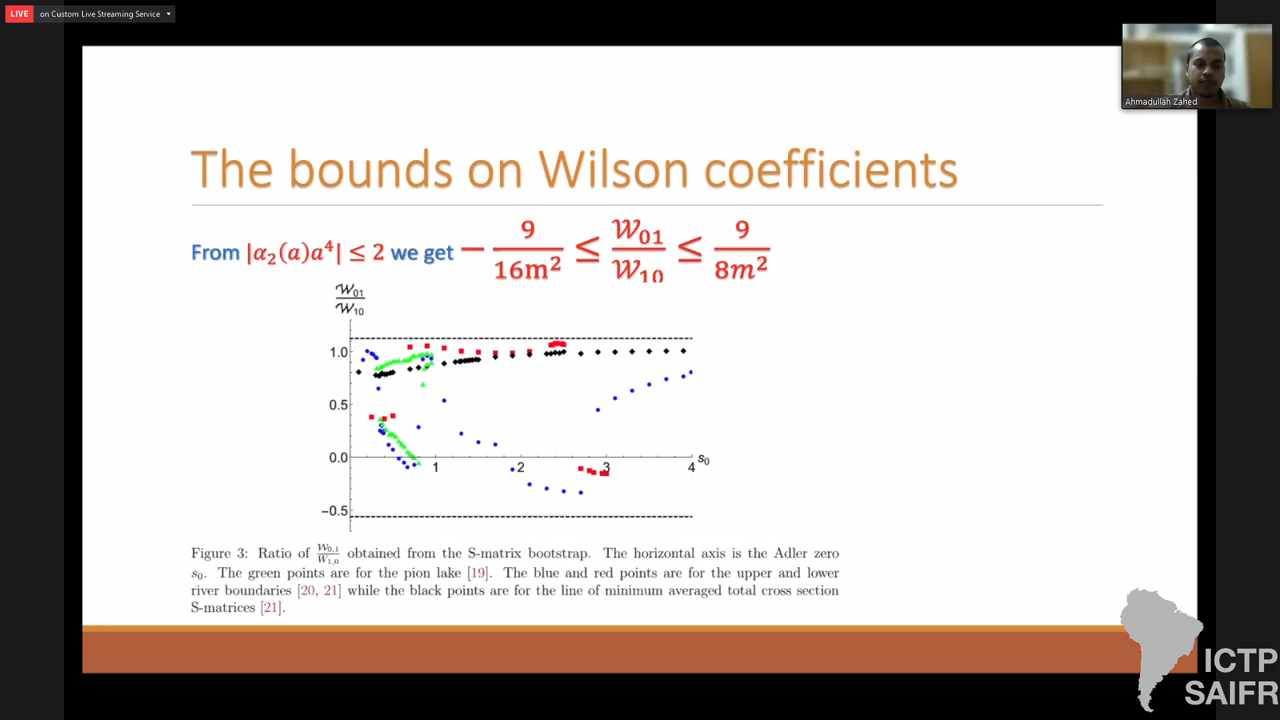 LIVE on Custom Live Streaming Service
Ahmadullah Zahed
The bounds on Wilson coefficients
From |α₂(a)a⁴| ≤ 2 we get − 9/16m² ≤ 𝒲₀₁/𝒲₁₀ ≤ 9/8m²
𝒲₀₁/𝒲₁₀
1.0
0.5
0.0
1 2 3 4 s₀
−0.5
Figure 3: Ratio of 𝒲₀,₁/𝒲₁,₀ obtained from the S-matrix bootstrap. The horizontal axis is the Adler zero
s₀. The green points are for the pion lake [19]. The blue and red points are for the upper and lower
river boundaries [20, 21] while the black points are for the line of minimum averaged total cross section
S-matrices [21].
ICTP
SAIFR